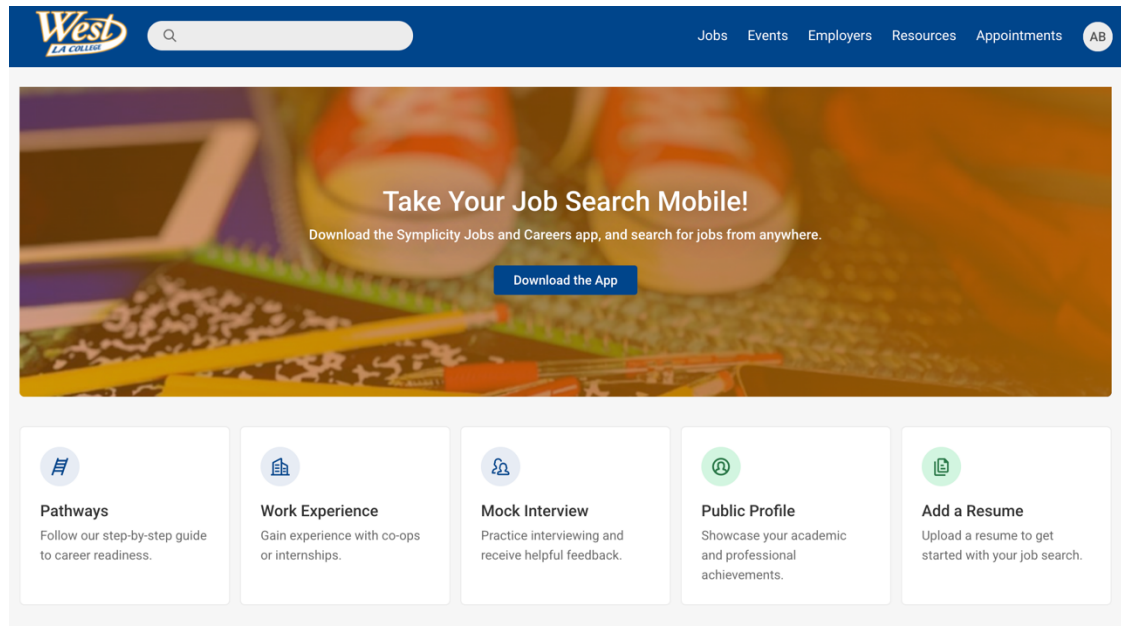 West
LA COLLEGE
Jobs Events Employers Resources Appointments AB
Take Your Job Search Mobile!
Download the Symplicity Jobs and Careers app, and search for jobs from anywhere.
Download the App
Pathways
Follow our step-by-step guide
to career readiness.
Work Experience
Gain experience with co-ops
or internships.
Mock Interview
Practice interviewing and
receive helpful feedback.
Public Profile
Showcase your academic
and professional
achievements.
Add a Resume
Upload a resume to get
started with your job search.